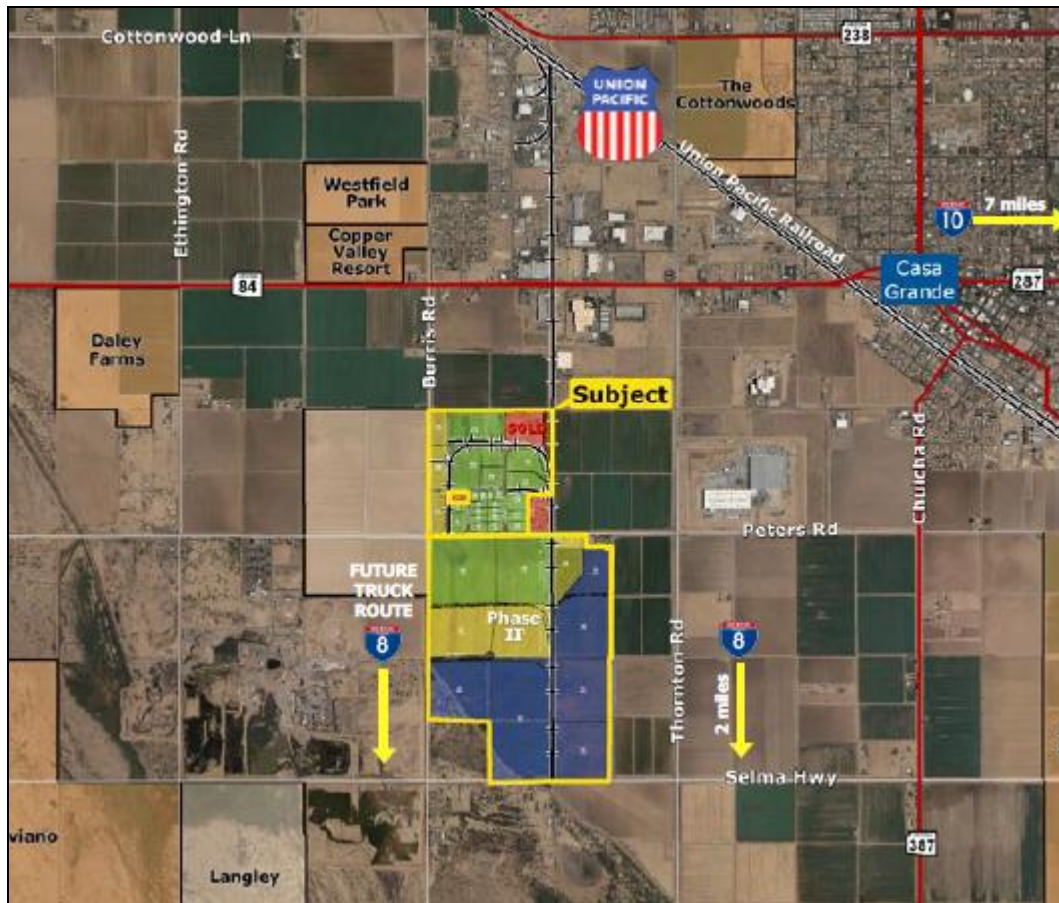 Cottonwood Ln
238
UNION
PACIFIC
The
Cottonwoods
Ethington Rd
Union Pacific Railroad
Westfield
Park
10
7 miles
Copper
Valley
Resort
Casa
Grande
84
287
Burris Rd
Daley
Farms
Subject
SOLD
Chuicha Rd
Peters Rd
FUTURE
TRUCK
ROUTE
Phase
II
8
8
Thornton Rd
2 miles
Selma Hwy
387
viano
Langley